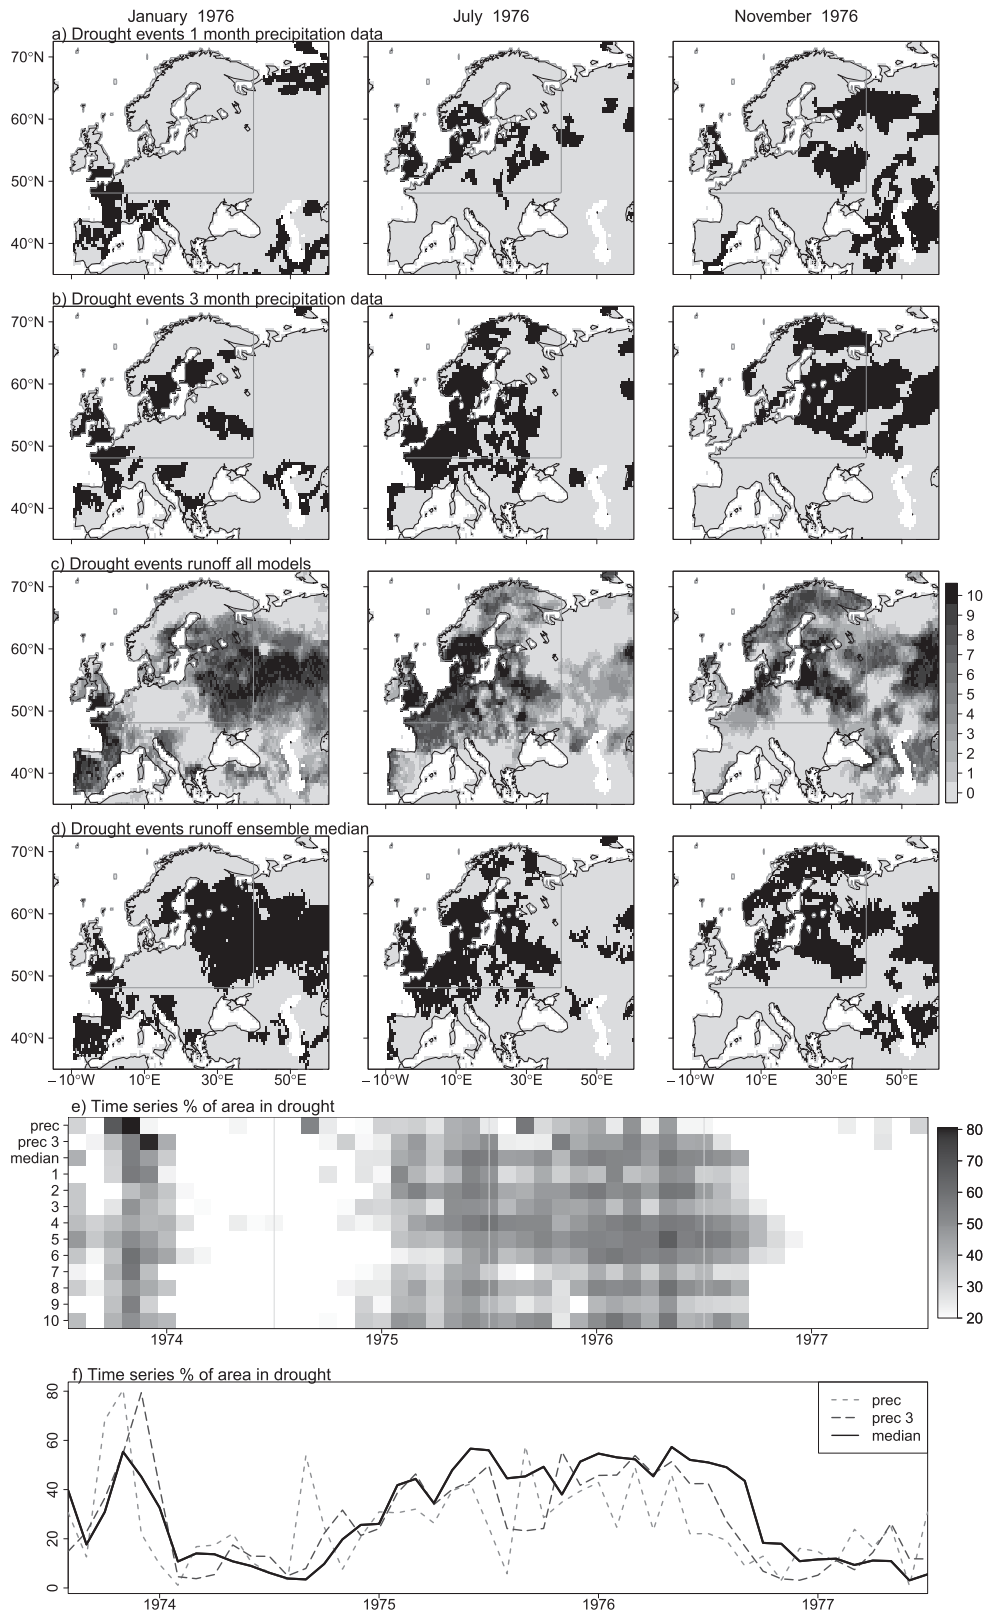 January 1976 July 1976 November 1976
a) Drought events 1 month precipitation data
70°N
60°N
50°N
40°N
b) Drought events 3 month precipitation data
70°N
60°N
50°N
40°N
c) Drought events runoff all models
70°N
60°N
50°N
40°N
10
9
8
7
6
5
4
3
2
1
0
d) Drought events runoff ensemble median
70°N
60°N
50°N
40°N
−10°W 10°E 30°E 50°E −10°W 10°E 30°E 50°E −10°W 10°E 30°E 50°E
e) Time series % of area in drought
prec
prec 3
median
1
2
3
4
5
6
7
8
9
10
80
70
60
50
40
30
20
1974 1975 1976 1977
f) Time series % of area in drought
80
60
40
20
0
prec
prec 3
median
1974 1975 1976 1977